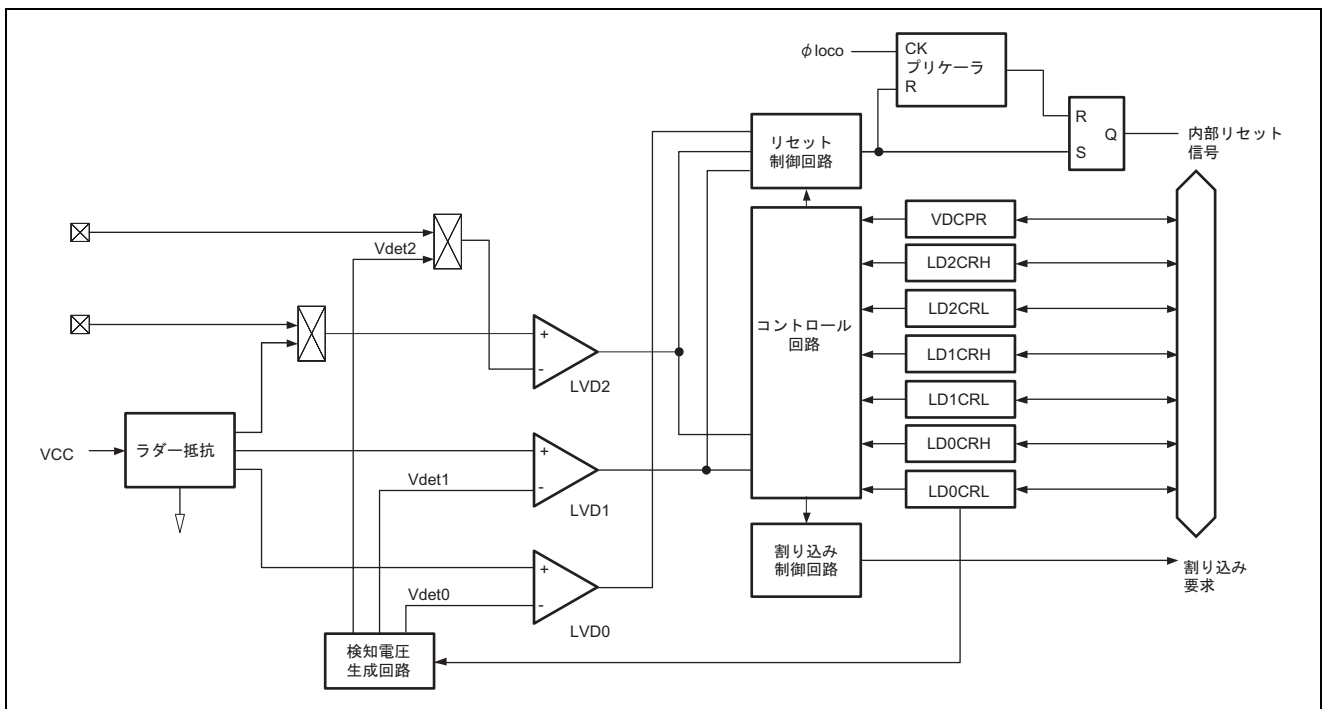 φloco
CK
プリケーラ
R
R
Q
S
内部リセット
信号
リセット
制御回路
VDCPR
Vdet2
LD2CRH
LD2CRL
コントロール
回路
LD1CRH
+
-
LVD2
LD1CRL
VCC
ラダー抵抗
LD0CRH
+
-
Vdet1
LVD1
LD0CRL
割り込み
制御回路
割り込み
要求
+
-
Vdet0
LVD0
検知電圧
生成回路